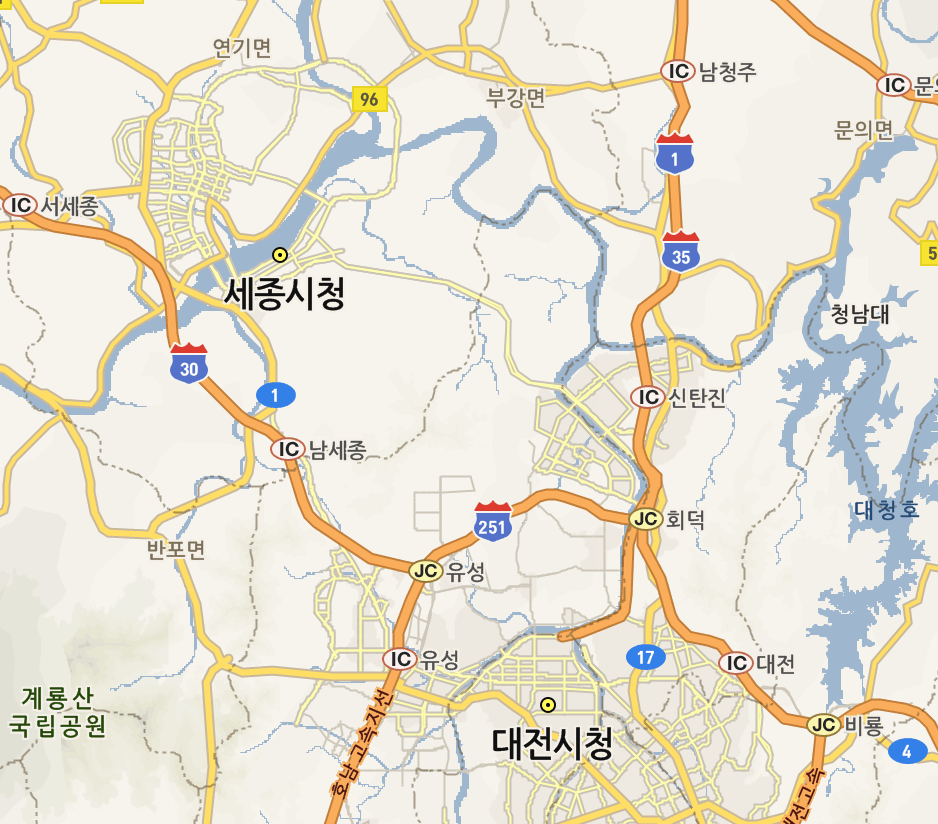 연기면
96
부강면
IC 남청주
IC 문의
문의면
1
IC 서세종
35
5
세종시청
청남대
30
1
IC 신탄진
IC 남세종
대청호
251
JC 회덕
반포면
JC 유성
IC 유성
17
IC 대전
계룡산
국립공원
호남고속지선
대전시청
JC 비룡
4
대전고속